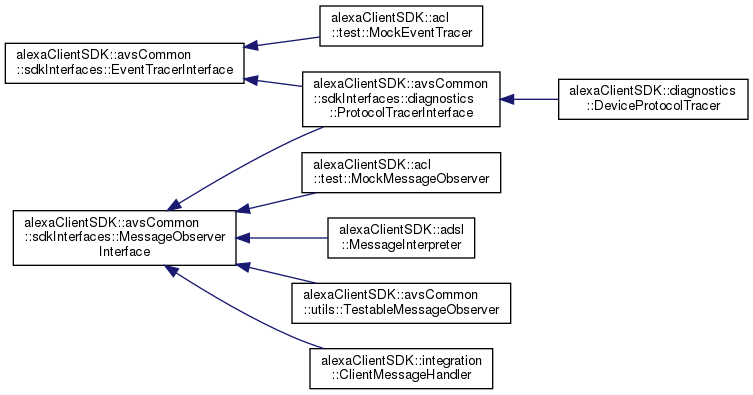 alexaClientSDK::acl
::test::MockEventTracer
alexaClientSDK::avsCommon
::sdkInterfaces::EventTracerInterface
alexaClientSDK::avsCommon
::sdkInterfaces::diagnostics
::ProtocolTracerInterface
alexaClientSDK::diagnostics
::DeviceProtocolTracer
alexaClientSDK::acl
::test::MockMessageObserver
alexaClientSDK::avsCommon
::sdkInterfaces::MessageObserver
Interface
alexaClientSDK::adsl
::MessageInterpreter
alexaClientSDK::avsCommon
::utils::TestableMessageObserver
alexaClientSDK::integration
::ClientMessageHandler